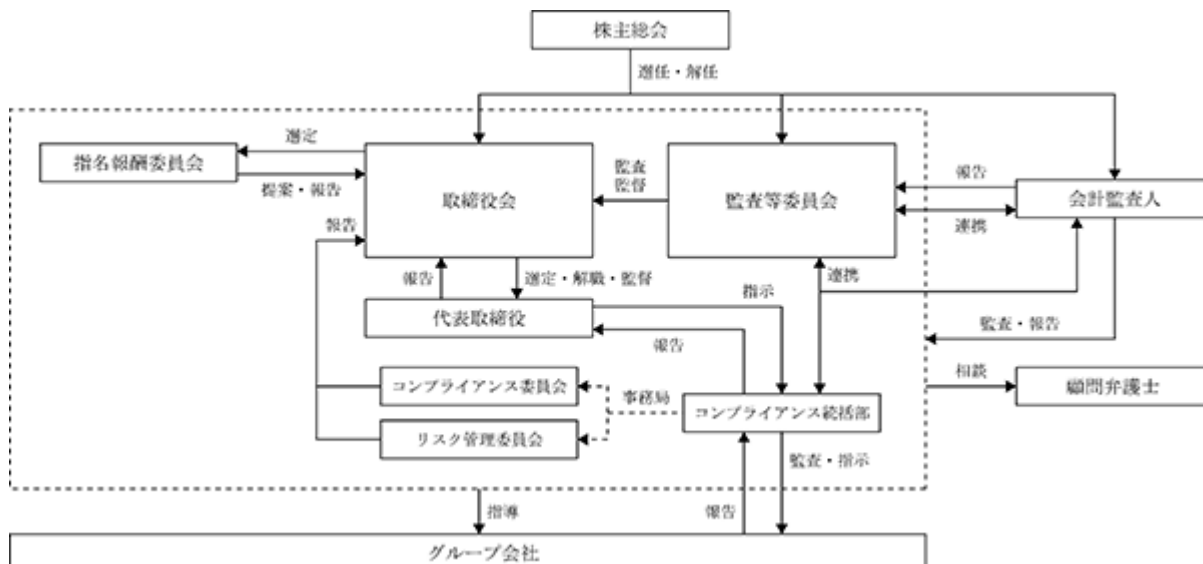 株主総会
選任・解任
選定
指名報酬委員会
提案・報告
取締役会
監査
監督
監査等委員会
報告
会計監査人
連携
報告
報告
選定・解職・監督
連携
指示
代表取締役
監査・報告
報告
相談
顧問弁護士
コンプライアンス委員会
事務局
コンプライアンス統括部
リスク管理委員会
監査・指示
指導
報告
グループ会社